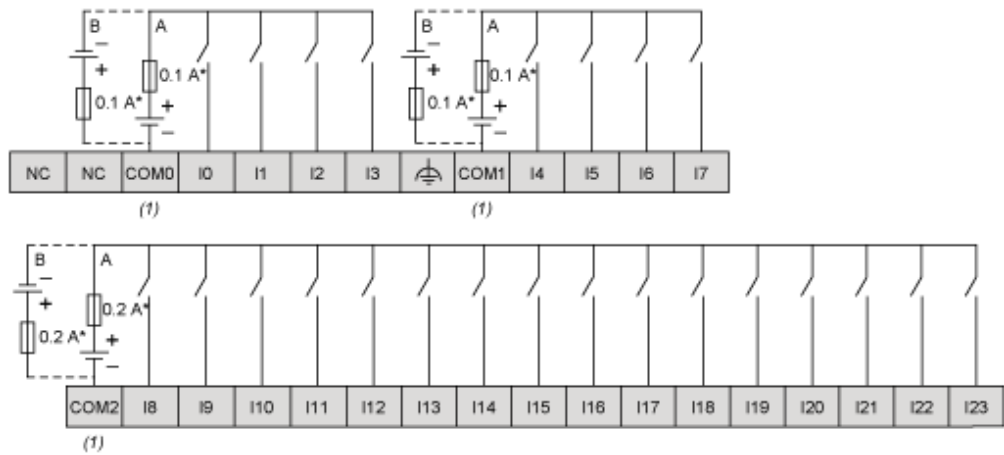 B − A B − A
+ 0.1 A* + 0.1 A*
0.1 A* + 0.1 A* +
− −
NC NC COM0 I0 I1 I2 I3 COM1 I4 I5 I6 I7
(1) (1)
B − A
+ 0.2 A*
0.2 A* +
−
COM2 I8 I9 I10 I11 I12 I13 I14 I15 I16 I17 I18 I19 I20 I21 I22 I23
(1)